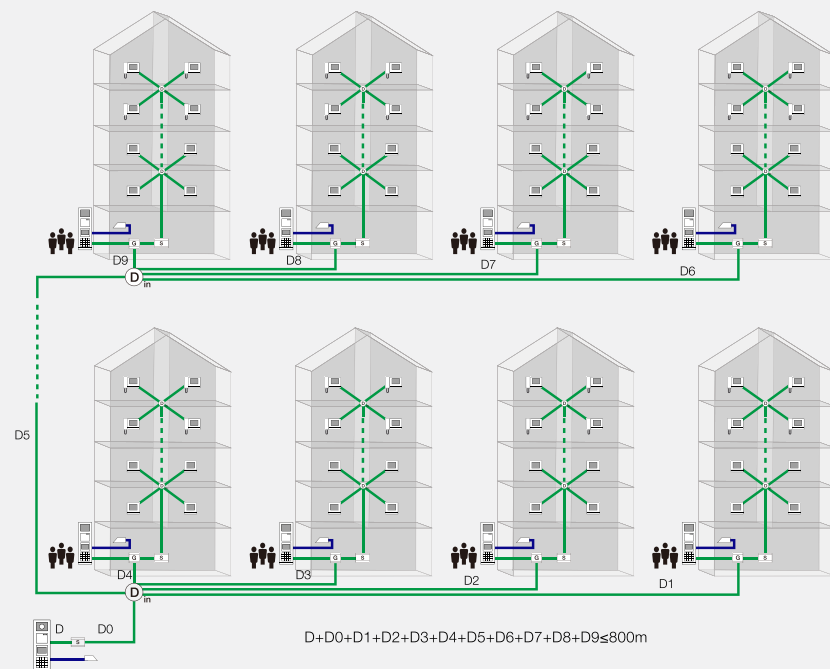 D D D D
D D D D
G S G S G S G S
D9 D8 D7 D6
D in
D D D D
D5
D D D D
G S G S G S G S
D4 D3 D2 D1
D in
D D0
S
D+D0+D1+D2+D3+D4+D5+D6+D7+D8+D9≤800m